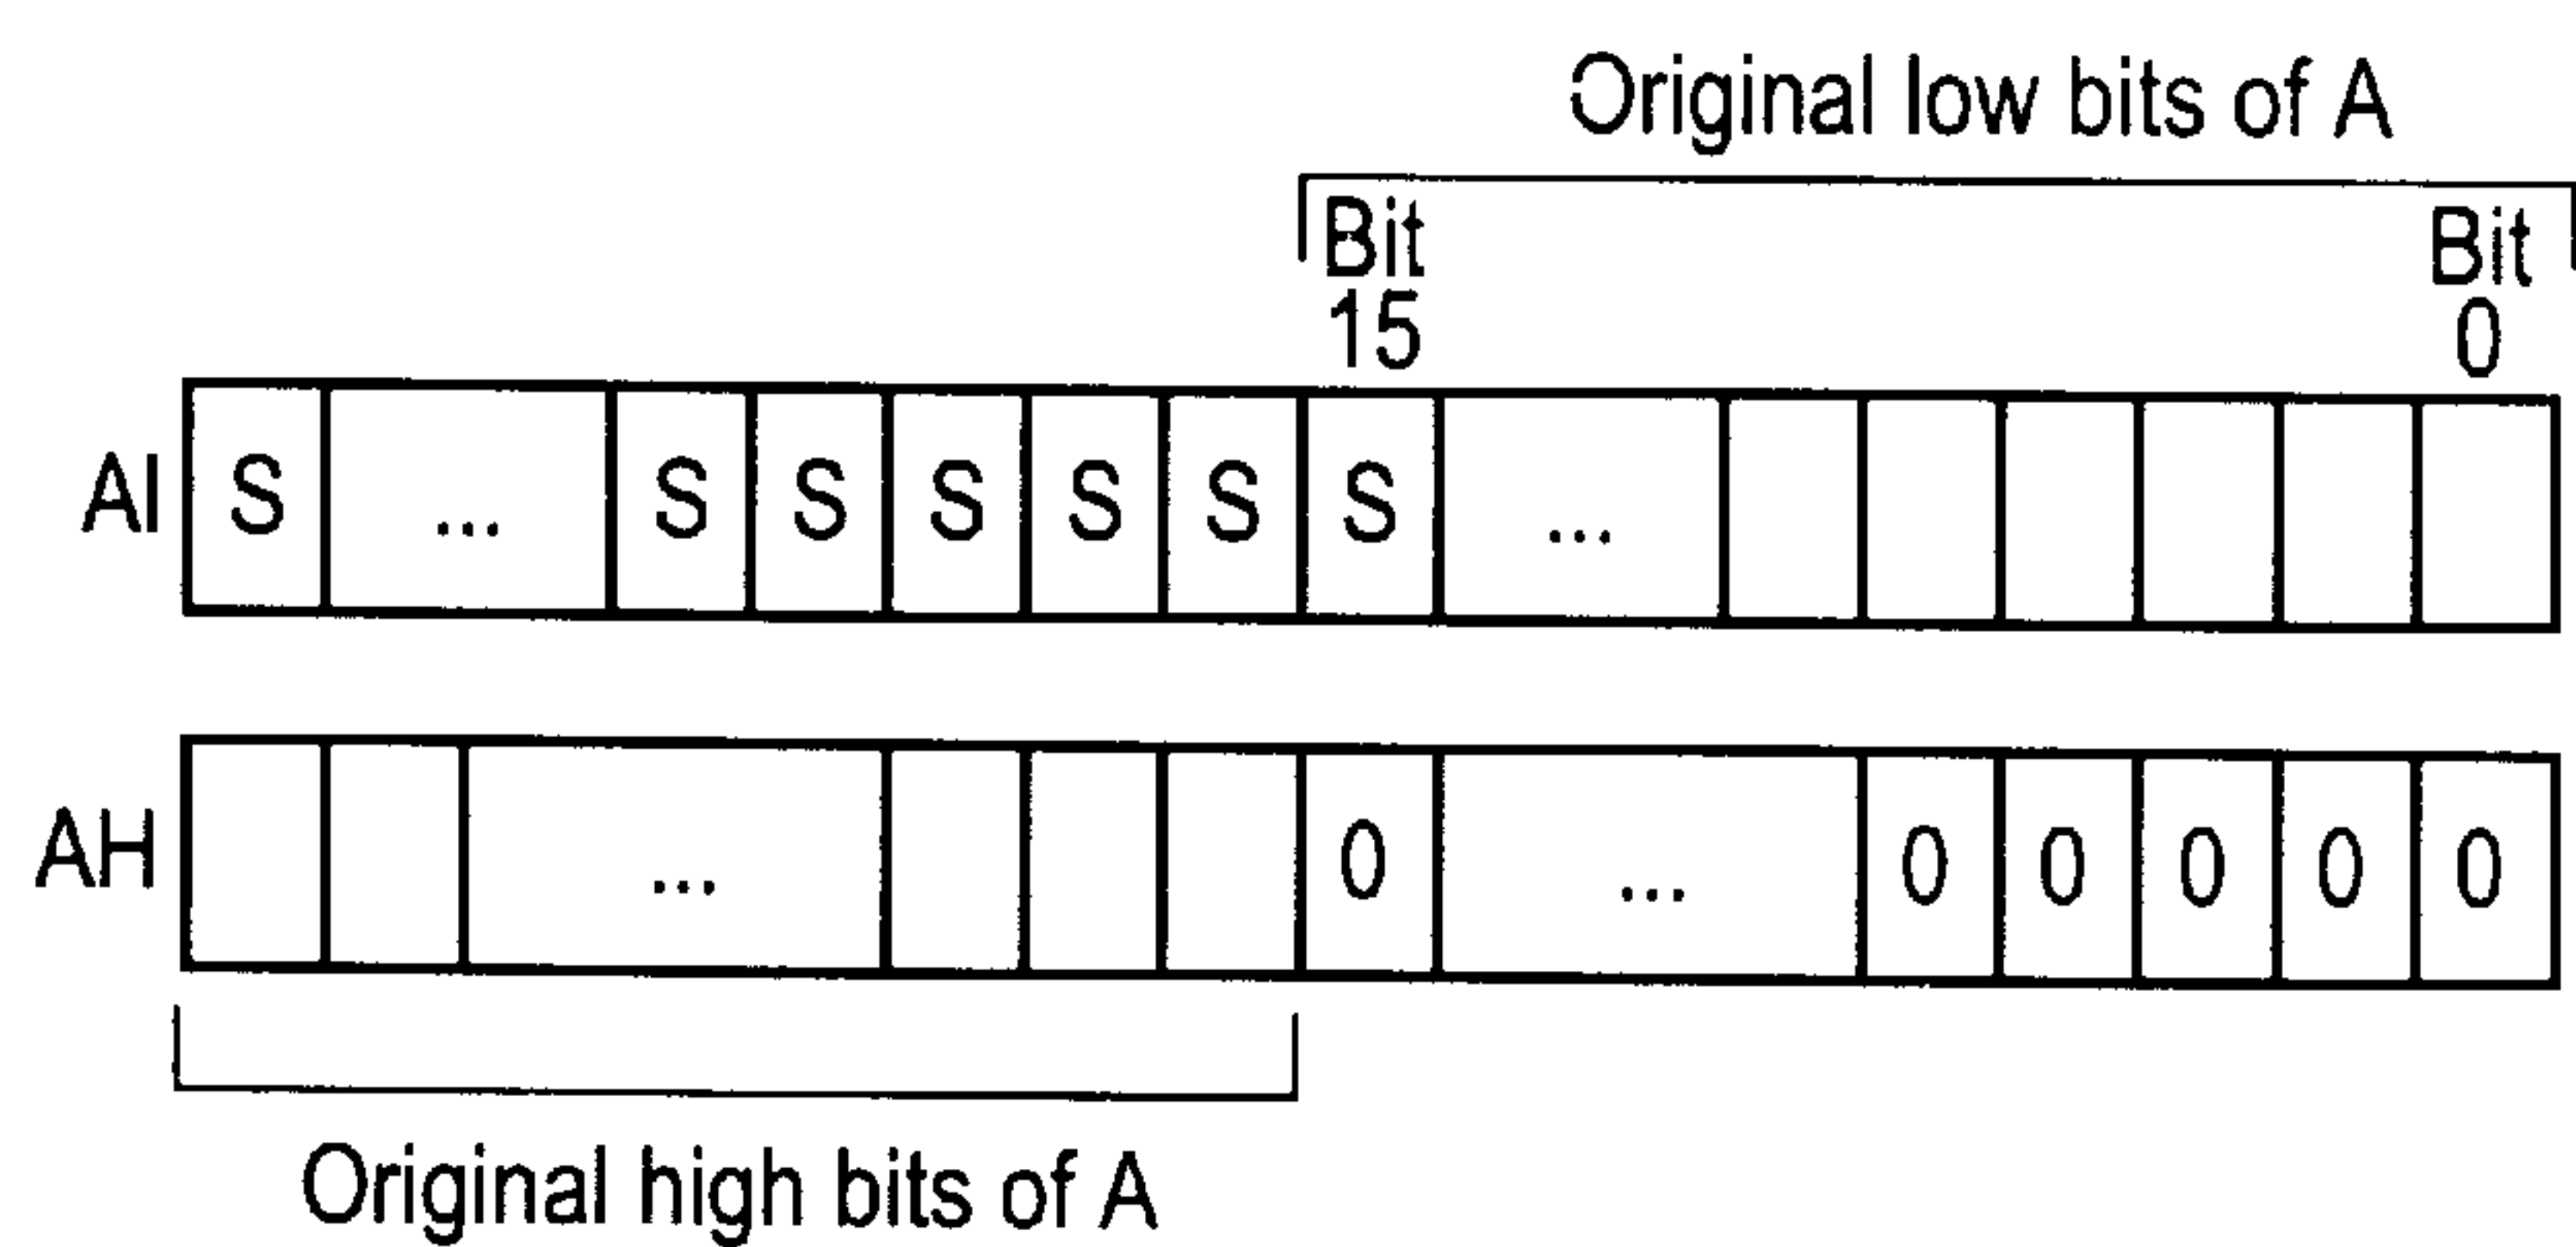 Original low bits of A
Bit 15 Bit 0
Al S ... S S S S S S ...
AH ... 0 ... 0 0 0 0 0
Original high bits of A